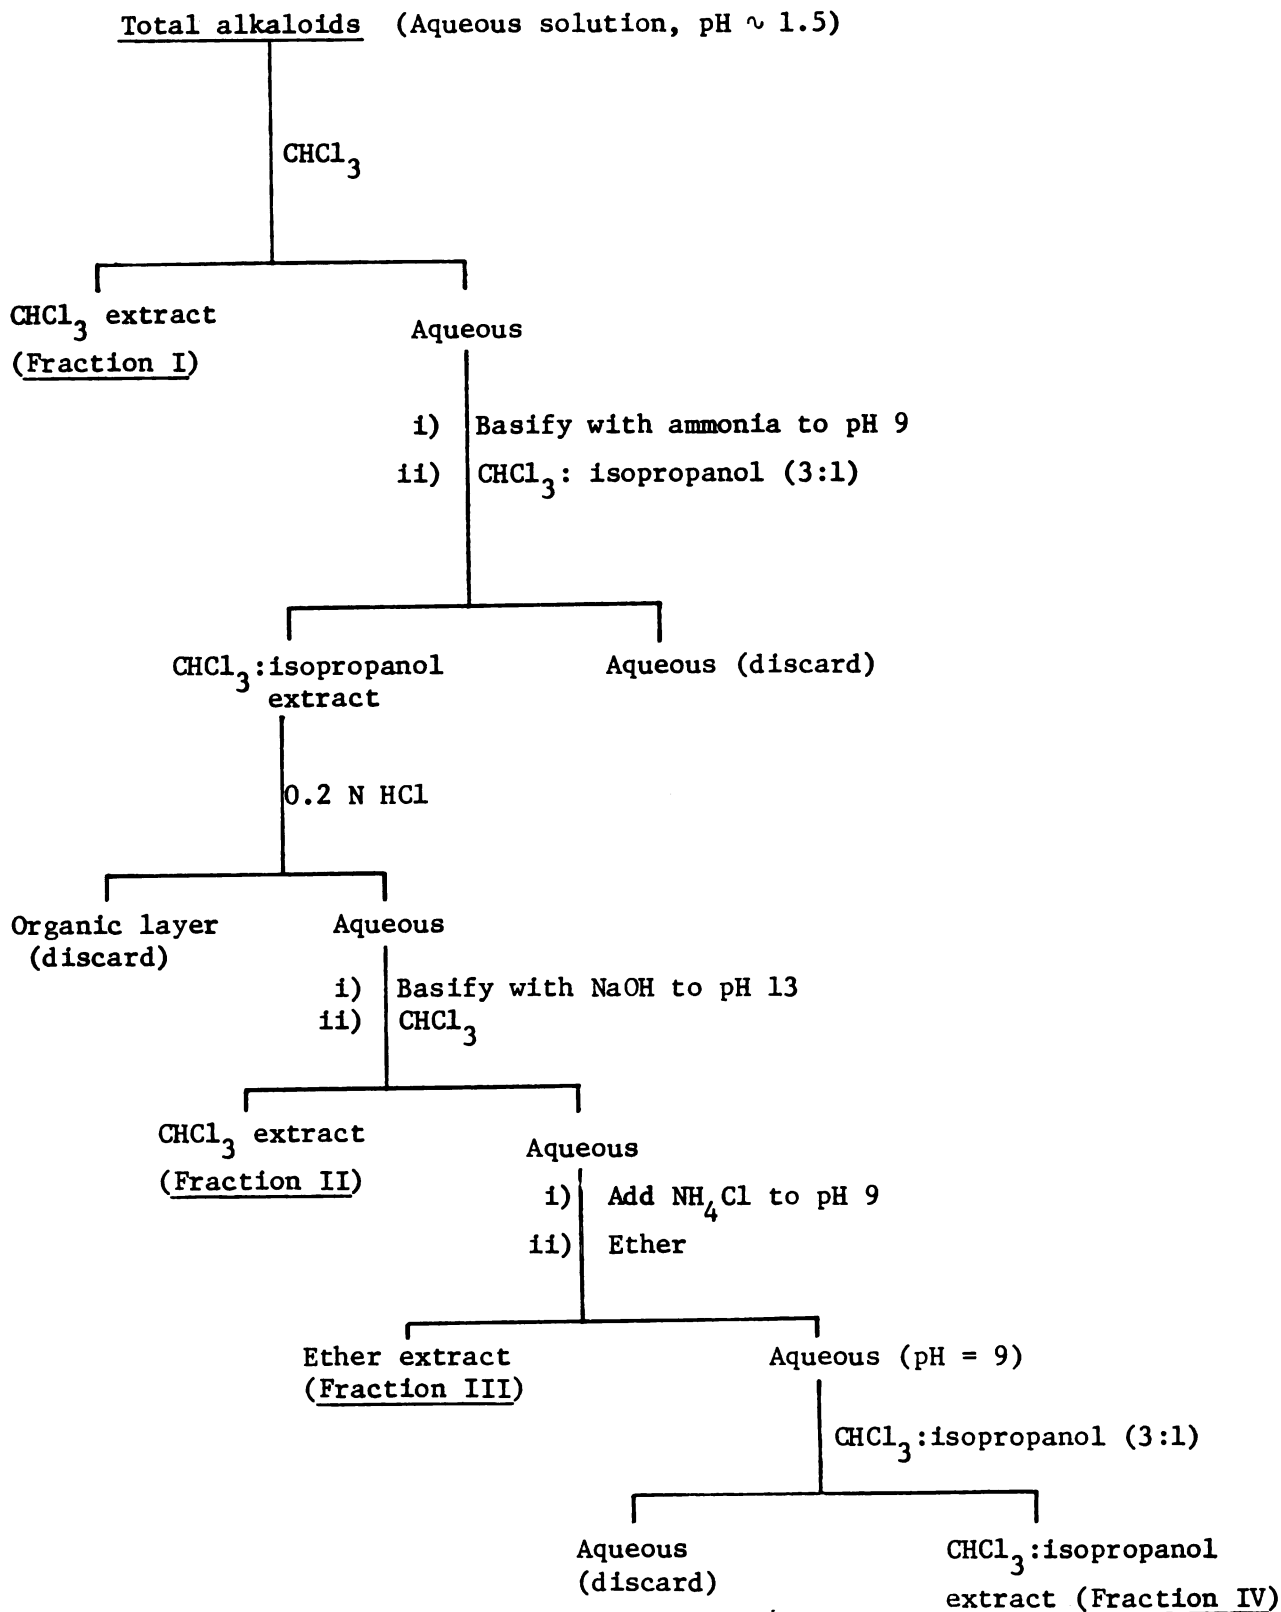 Total alkaloids (Aqueous solution, pH ∿ 1.5)
CHCl3
CHCl3 extract
(Fraction I)
Aqueous
i) Basify with ammonia to pH 9
ii) CHCl3: isopropanol (3:1)
CHCl3:isopropanol
extract
Aqueous (discard)
0.2 N HCl
Organic layer
(discard)
Aqueous
i) Basify with NaOH to pH 13
ii) CHCl3
CHCl3 extract
(Fraction II)
Aqueous
i) Add NH4Cl to pH 9
ii) Ether
Ether extract
(Fraction III)
Aqueous (pH = 9)
CHCl3:isopropanol (3:1)
Aqueous
(discard)
CHCl3:isopropanol
extract (Fraction IV)